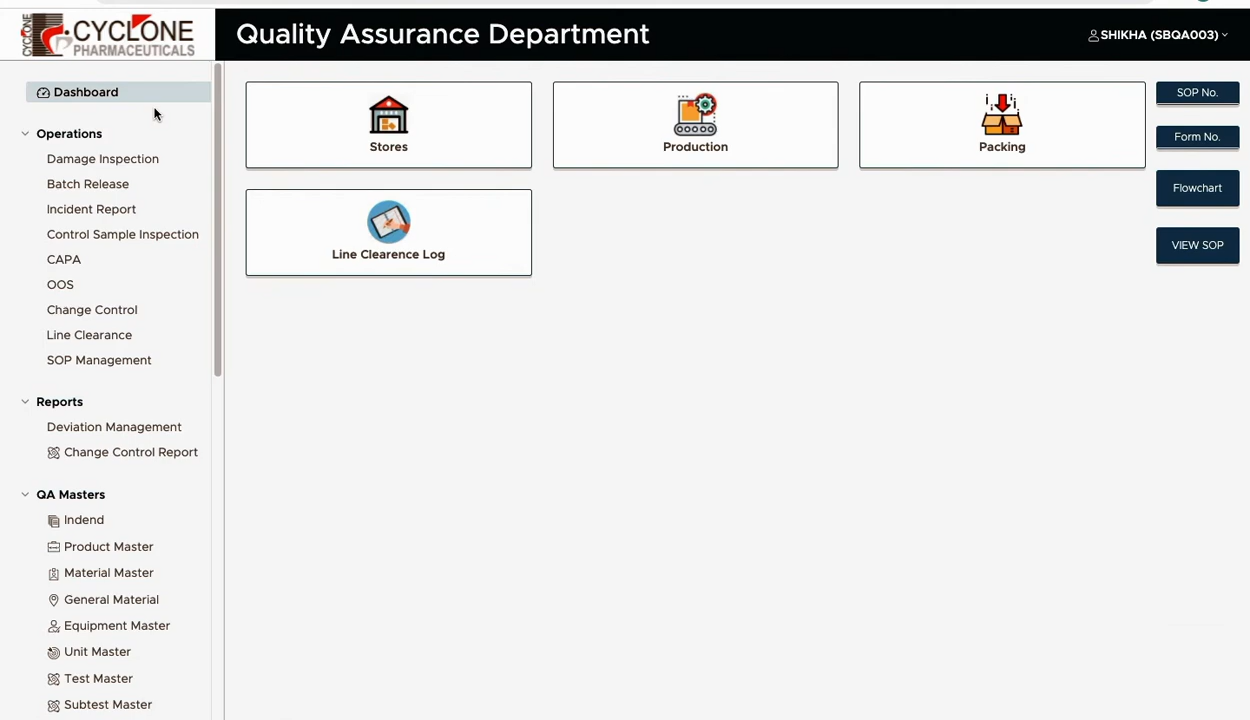 CYCLONE
CYCLONE
PHARMACEUTICALS
Quality Assurance Department
SHIKHA (SBQA003)
Dashboard
Operations
Damage Inspection
Batch Release
Incident Report
Control Sample Inspection
CAPA
OOS
Change Control
Line Clearance
SOP Management
Reports
Deviation Management
Change Control Report
QA Masters
Indend
Product Master
Material Master
General Material
Equipment Master
Unit Master
Test Master
Subtest Master
Stores
Production
Packing
Line Clearence Log
SOP No.
Form No.
Flowchart
VIEW SOP